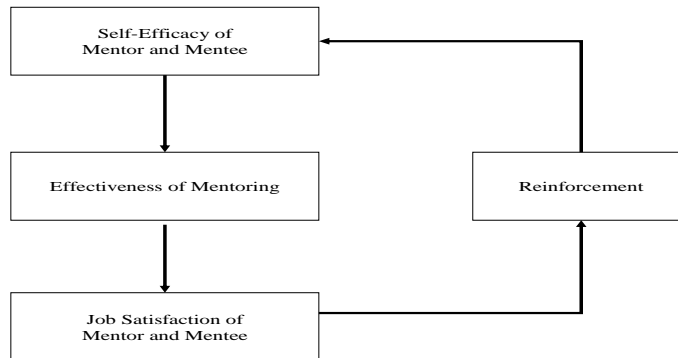 Self-Efficacy of
Mentor and Mentee
Effectiveness of Mentoring
Reinforcement
Job Satisfaction of
Mentor and Mentee